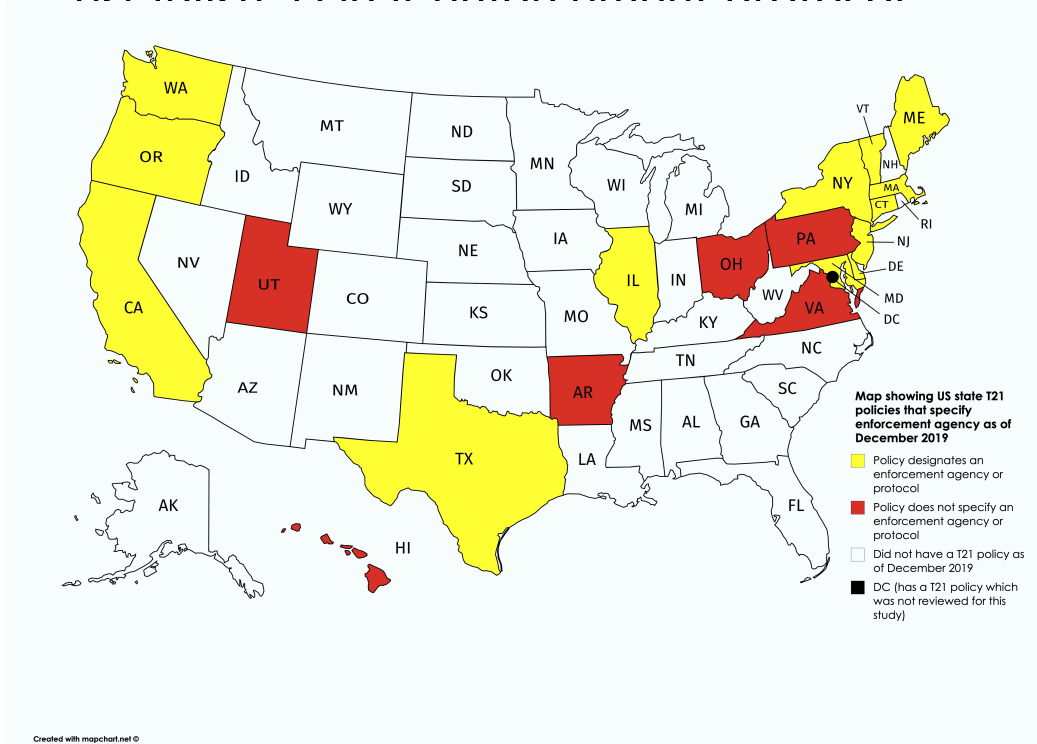 WA
MT
ND
MN
VT
ME
OR
ID
SD
WI
MI
NY
NH
MA
CT
RI
WY
NE
IA
PA
NJ
NV
UT
CO
KS
IL
IN
OH
WV
VA
DE
MD
DC
CA
MO
KY
NC
TN
AZ
NM
OK
AR
SC
MS
AL
GA
TX
LA
FL
AK
HI
Map showing US state T21
policies that specify
enforcement agency as of
December 2019
Policy designates an
enforcement agency or
protocol
Policy does not specify an
enforcement agency or
protocol
Did not have a T21 policy as
of December 2019
DC (has a T21 policy which
was not reviewed for this
study)
Created with mapchart.net ©